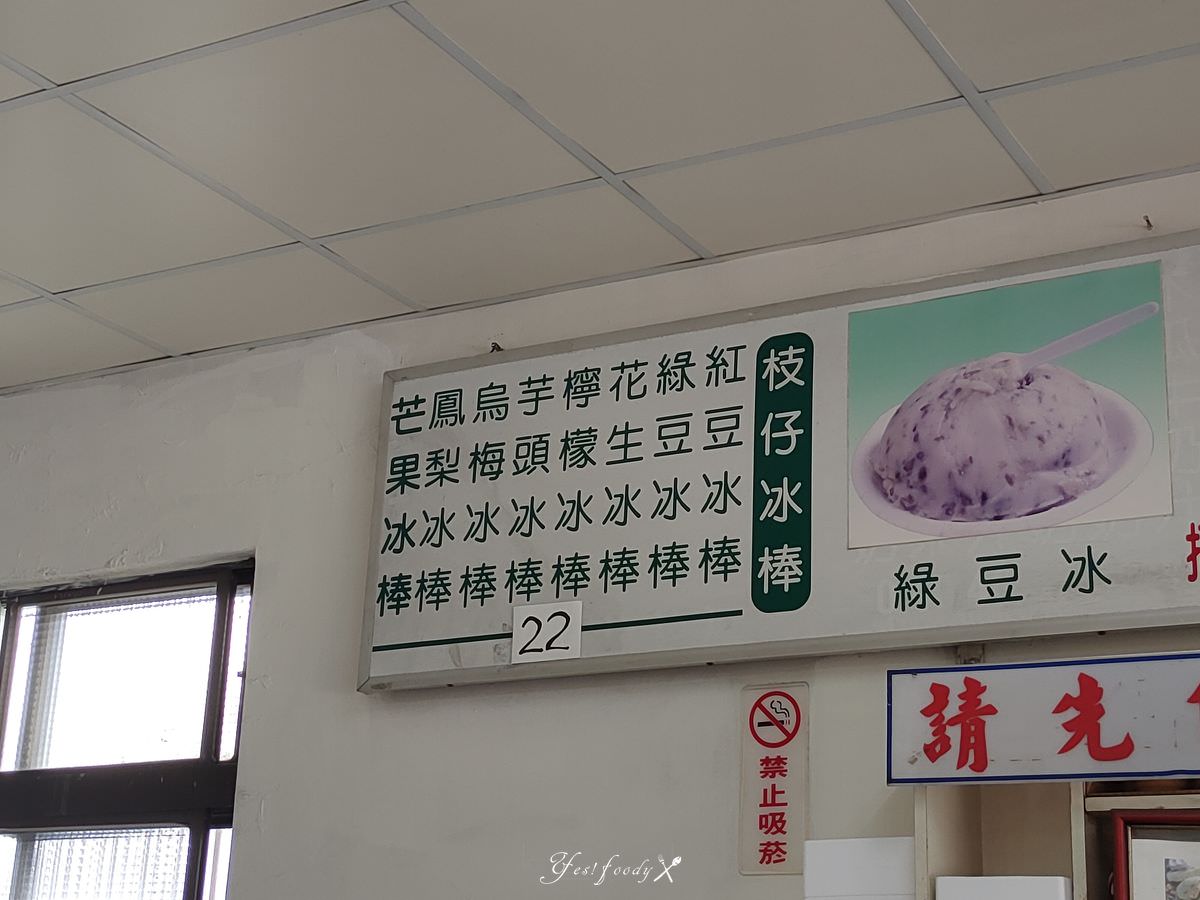 枝仔冰棒
紅豆冰棒
綠豆冰棒
花生冰棒
檸檬冰棒
芋頭冰棒
烏梅冰棒
鳳梨冰棒
芒果冰棒
22
綠豆冰
請先
禁止吸菸
Yes!foody